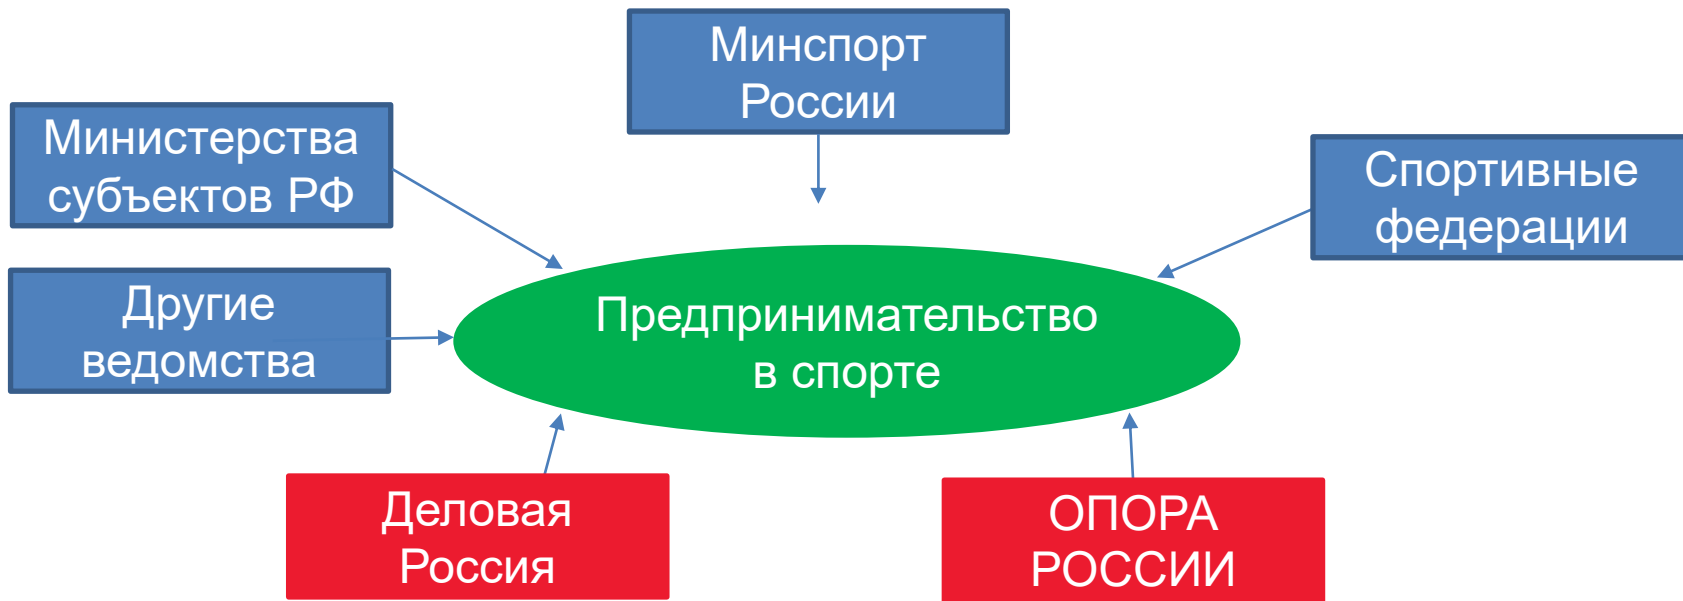 Минспорт
России
Министерства
субъектов РФ
Спортивные
федерации
Другие
ведомства
Предпринимательство
в спорте
Деловая
Россия
ОПОРА
РОССИИ